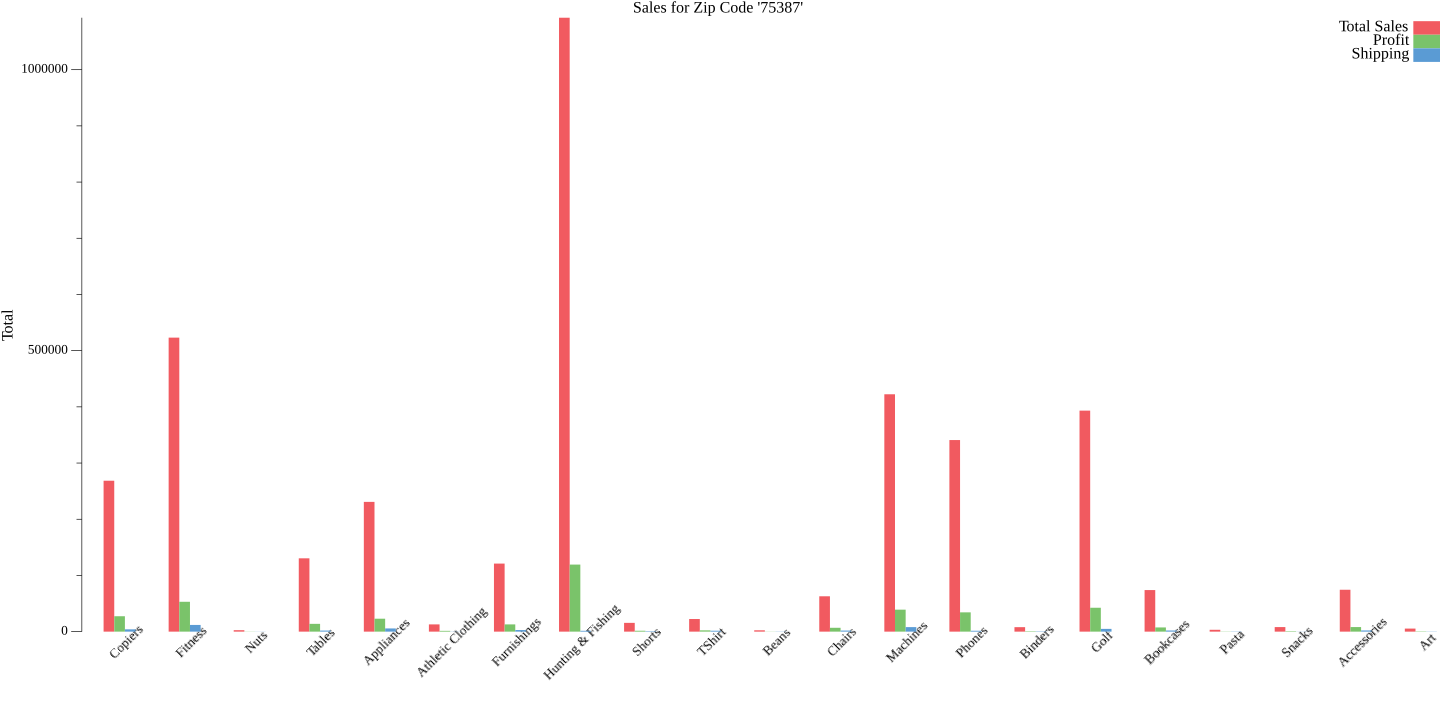 Sales for Zip Code '75387'
Total Sales
Profit
Shipping
1000000
500000
0
Total
Copiers
Fitness
Nuts
Tables
Appliances
Athletic Clothing
Furnishings
Hunting & Fishing
Shorts
TShirt
Beans
Chairs
Machines
Phones
Binders
Golf
Bookcases
Pasta
Snacks
Accessories
Art